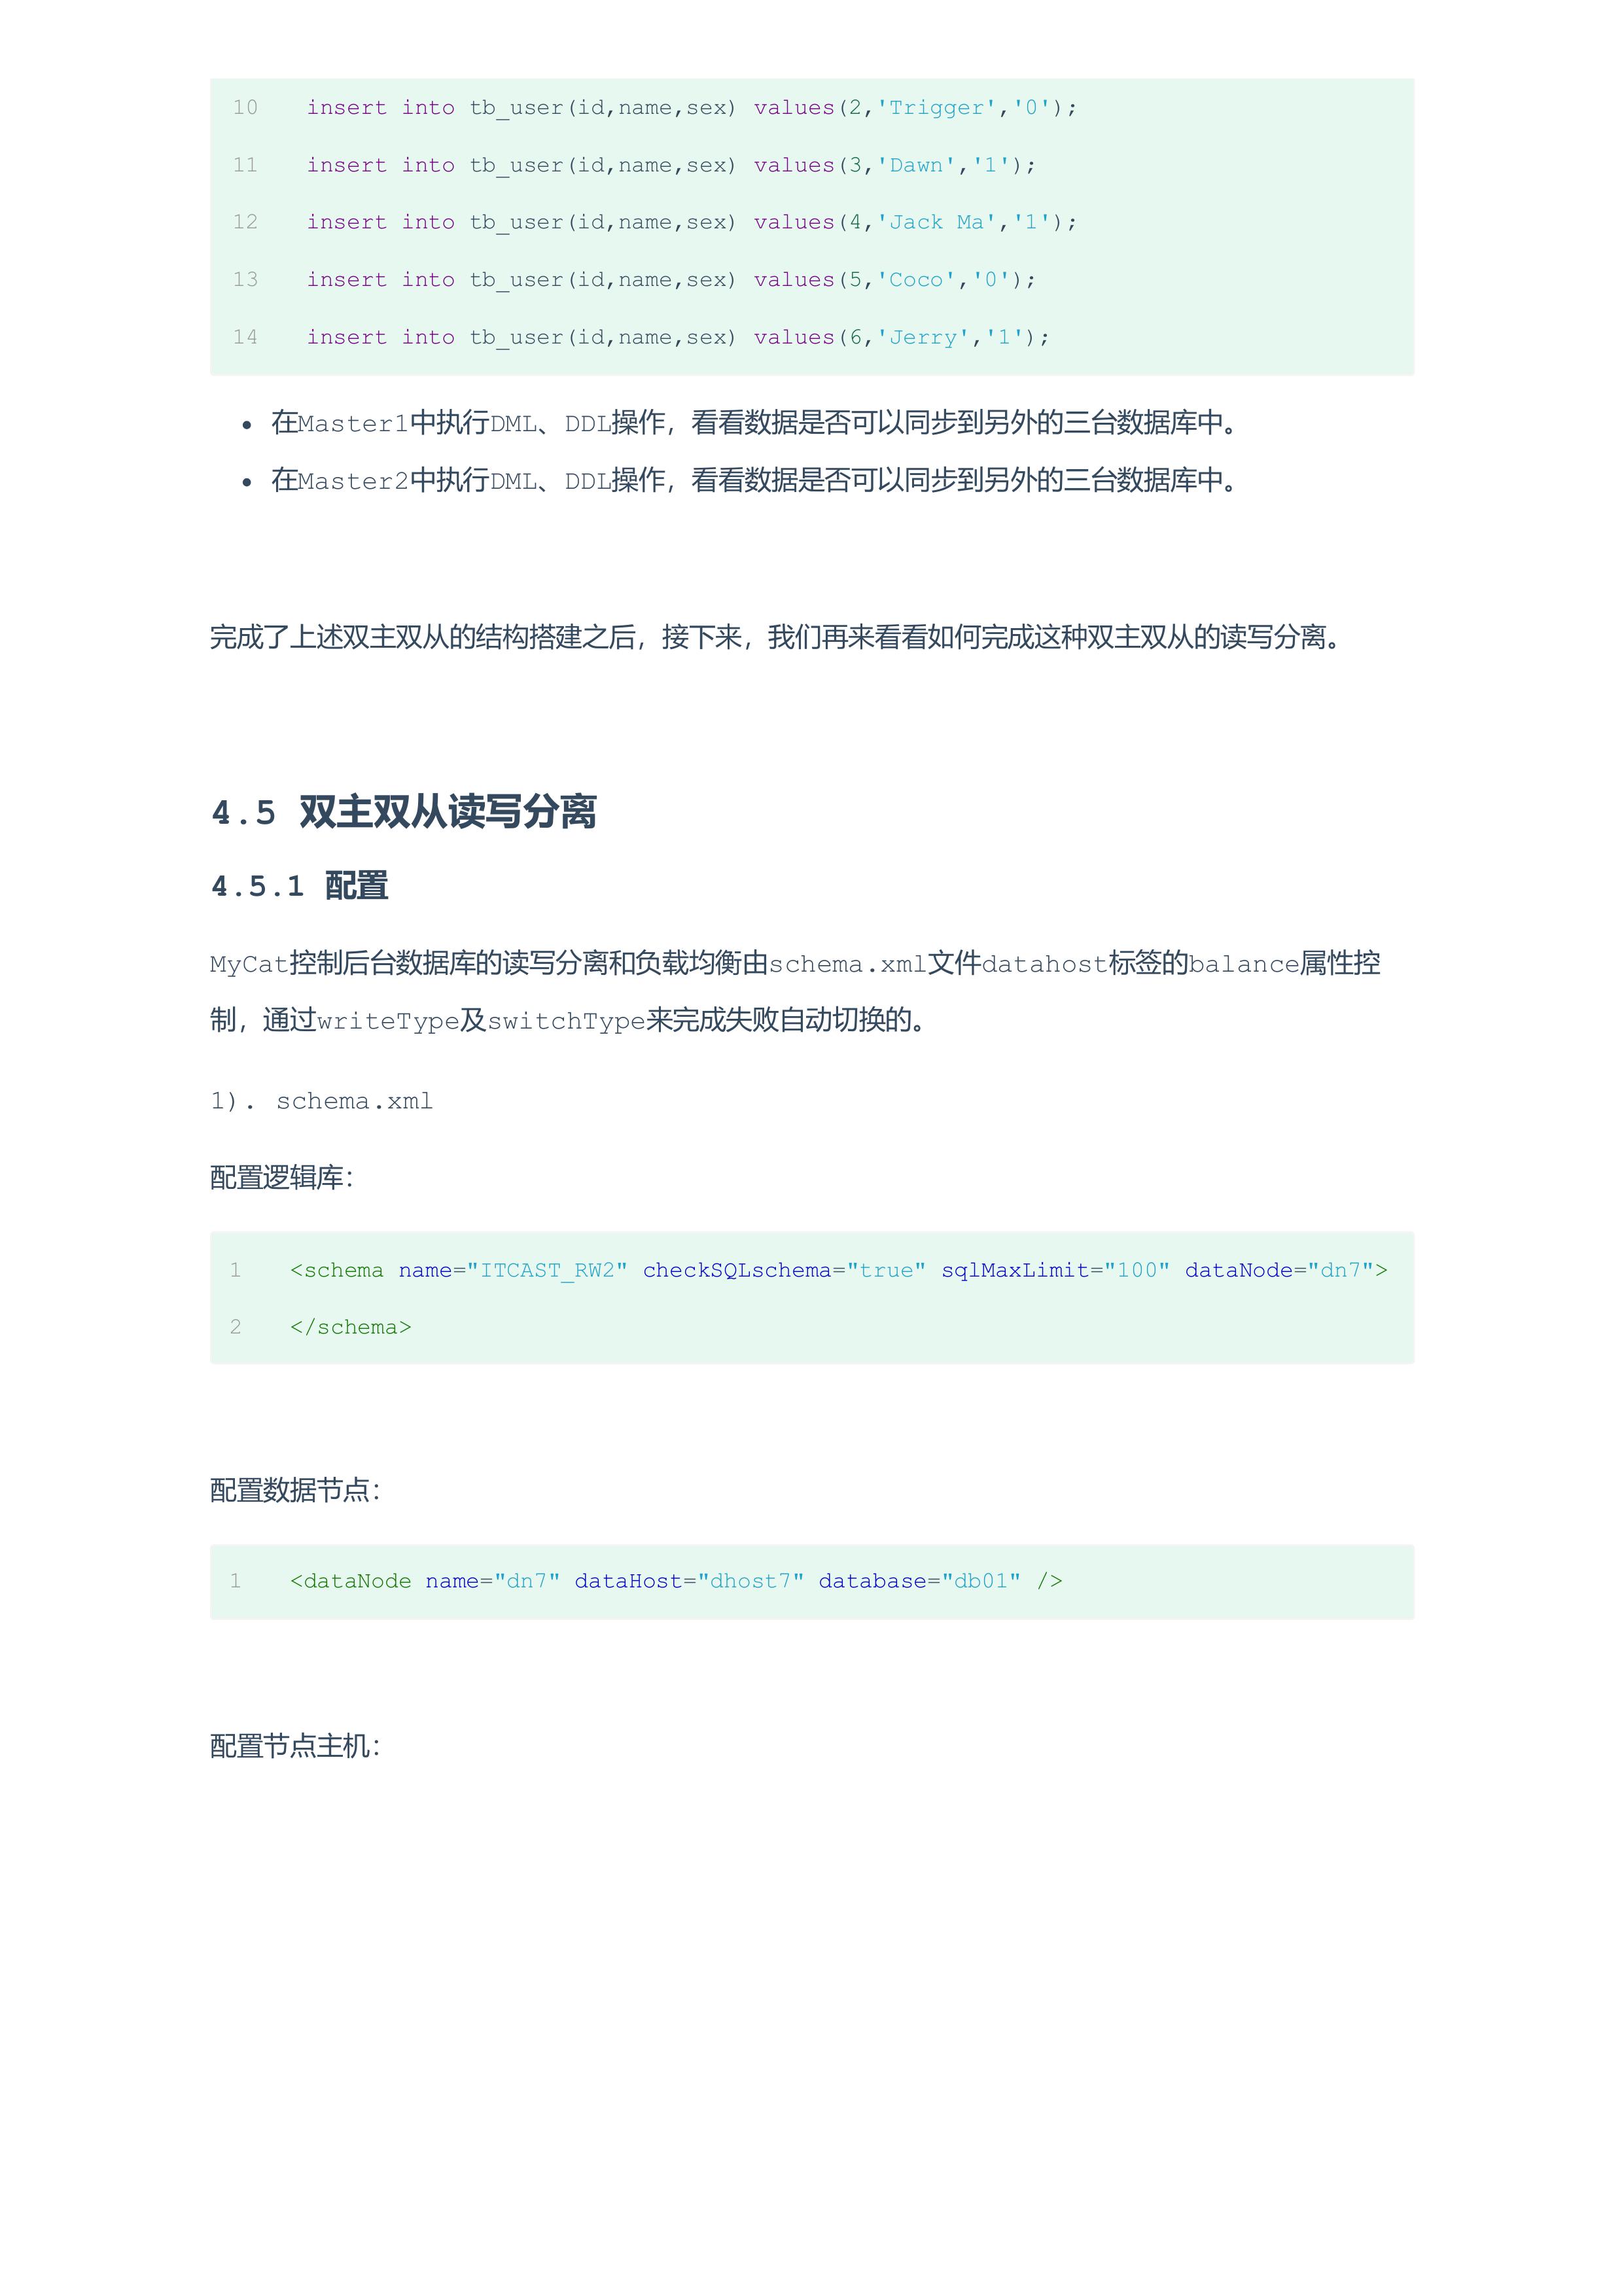 10 insert into tb_user(id,name,sex) values(2,'Trigger','0');
11 insert into tb_user(id,name,sex) values(3,'Dawn','1');
12 insert into tb_user(id,name,sex) values(4,'Jack Ma','1');
13 insert into tb_user(id,name,sex) values(5,'Coco','0');
14 insert into tb_user(id,name,sex) values(6,'Jerry','1');
• 在Master1中执行DML、DDL操作，看看数据是否可以同步到另外的三台数据库中。
• 在Master2中执行DML、DDL操作，看看数据是否可以同步到另外的三台数据库中。
完成了上述双主双从的结构搭建之后，接下来，我们再来看看如何完成这种双主双从的读写分离。
4.5 双主双从读写分离
4.5.1 配置
MyCat控制后台数据库的读写分离和负载均衡由schema.xml文件datahost标签的balance属性控
制，通过writeType及switchType来完成失败自动切换的。
1). schema.xml
配置逻辑库：
1 <schema name="ITCAST_RW2" checkSQLschema="true" sqlMaxLimit="100" dataNode="dn7">
2 </schema>
配置数据节点：
1 <dataNode name="dn7" dataHost="dhost7" database="db01" />
配置节点主机：